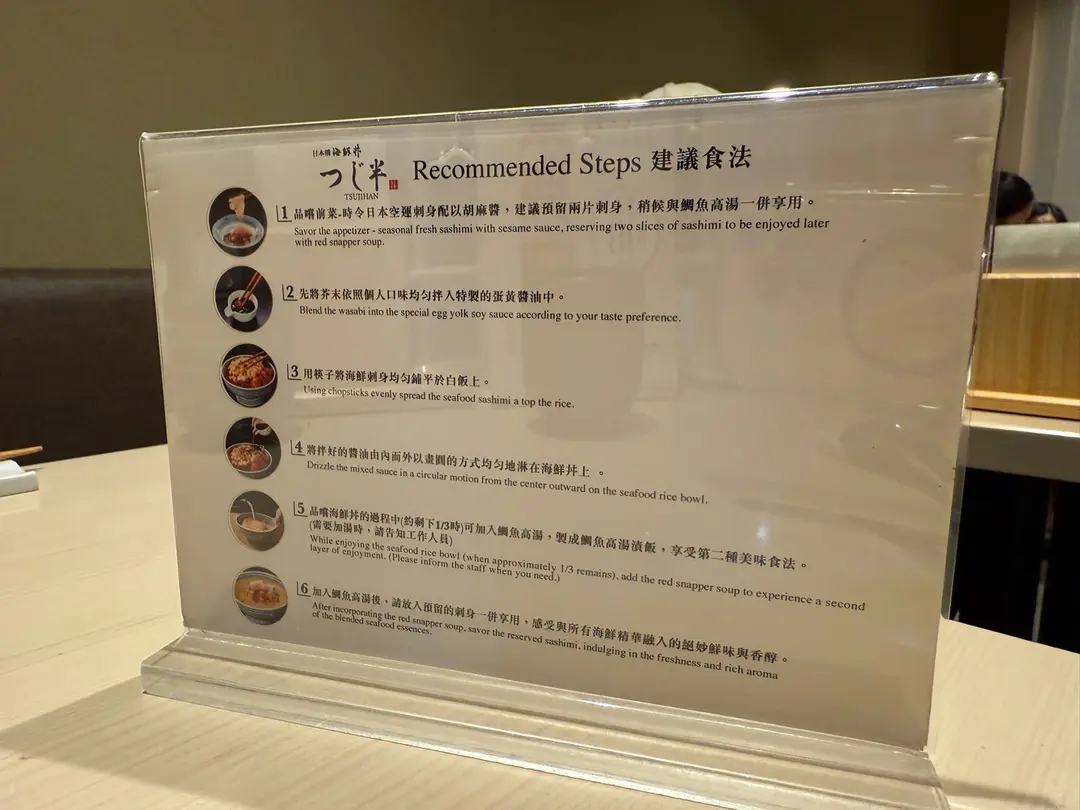 日本橋 海鮮丼
つじ半
TSUJIHAN
Recommended Steps 建議食法
1 品嚐前菜-時令日本空運刺身配以胡麻醬，建議預留兩片刺身，稍候與鯛魚高湯一併享用。
Savor the appetizer - seasonal fresh sashimi with sesame sauce, reserving two slices of sashimi to be enjoyed later
with red snapper soup.
2 先將芥末依照個人口味均勻拌入特製的蛋黃醬油中。
Blend the wasabi into the special egg yolk soy sauce according to your taste preference.
3 用筷子將海鮮刺身均勻鋪平於白飯上。
Using chopsticks evenly spread the seafood sashimi a top the rice.
4 將拌好的醬油由內而外以畫圓的方式均勻地淋在海鮮丼上 。
Drizzle the mixed sauce in a circular motion from the center outward on the seafood rice bowl.
5 品嚐海鮮丼的過程中(約剩下1/3時)可加入鯛魚高湯，製成鯛魚高湯漬飯，享受第二種美味食法。
(需要加湯時，請告知工作人員)
While enjoying the seafood rice bowl (when approximately 1/3 remains), add the red snapper soup to experience a second
layer of enjoyment. (Please inform the staff when you need.)
6 加入鯛魚高湯後，請放入預留的刺身一併享用，感受與所有海鮮精華融入的絕妙鮮味與香醇。
After incorporating the red snapper soup, savor the reserved sashimi, indulging in the freshness and rich aroma
of the blended seafood essences.